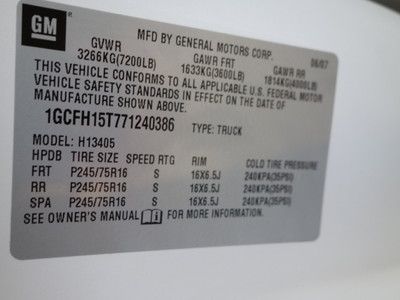 GM
MFD BY GENERAL MOTORS CORP. 06/07
GVWR GAWR FRT GAWR RR
3266KG(7200LB) 1633KG(3600LB) 1814KG(4000LB)
THIS VEHICLE CONFORMS TO ALL APPLICABLE U.S. FEDERAL MOTOR
VEHICLE SAFETY STANDARDS IN EFFECT ON THE DATE OF
MANUFACTURE SHOWN ABOVE.
1GCFH15T771240386 TYPE: TRUCK
MODEL: H13405
HPDB TIRE SIZE SPEED RTG RIM COLD TIRE PRESSURE
FRT P245/75R16 S 16X6.5J 240KPA(35PSI)
RR P245/75R16 S 16X6.5J 240KPA(35PSI)
SPA P245/75R16 S 16X6.5J 240KPA(35PSI)
SEE OWNER'S MANUAL FOR MORE INFORMATION.